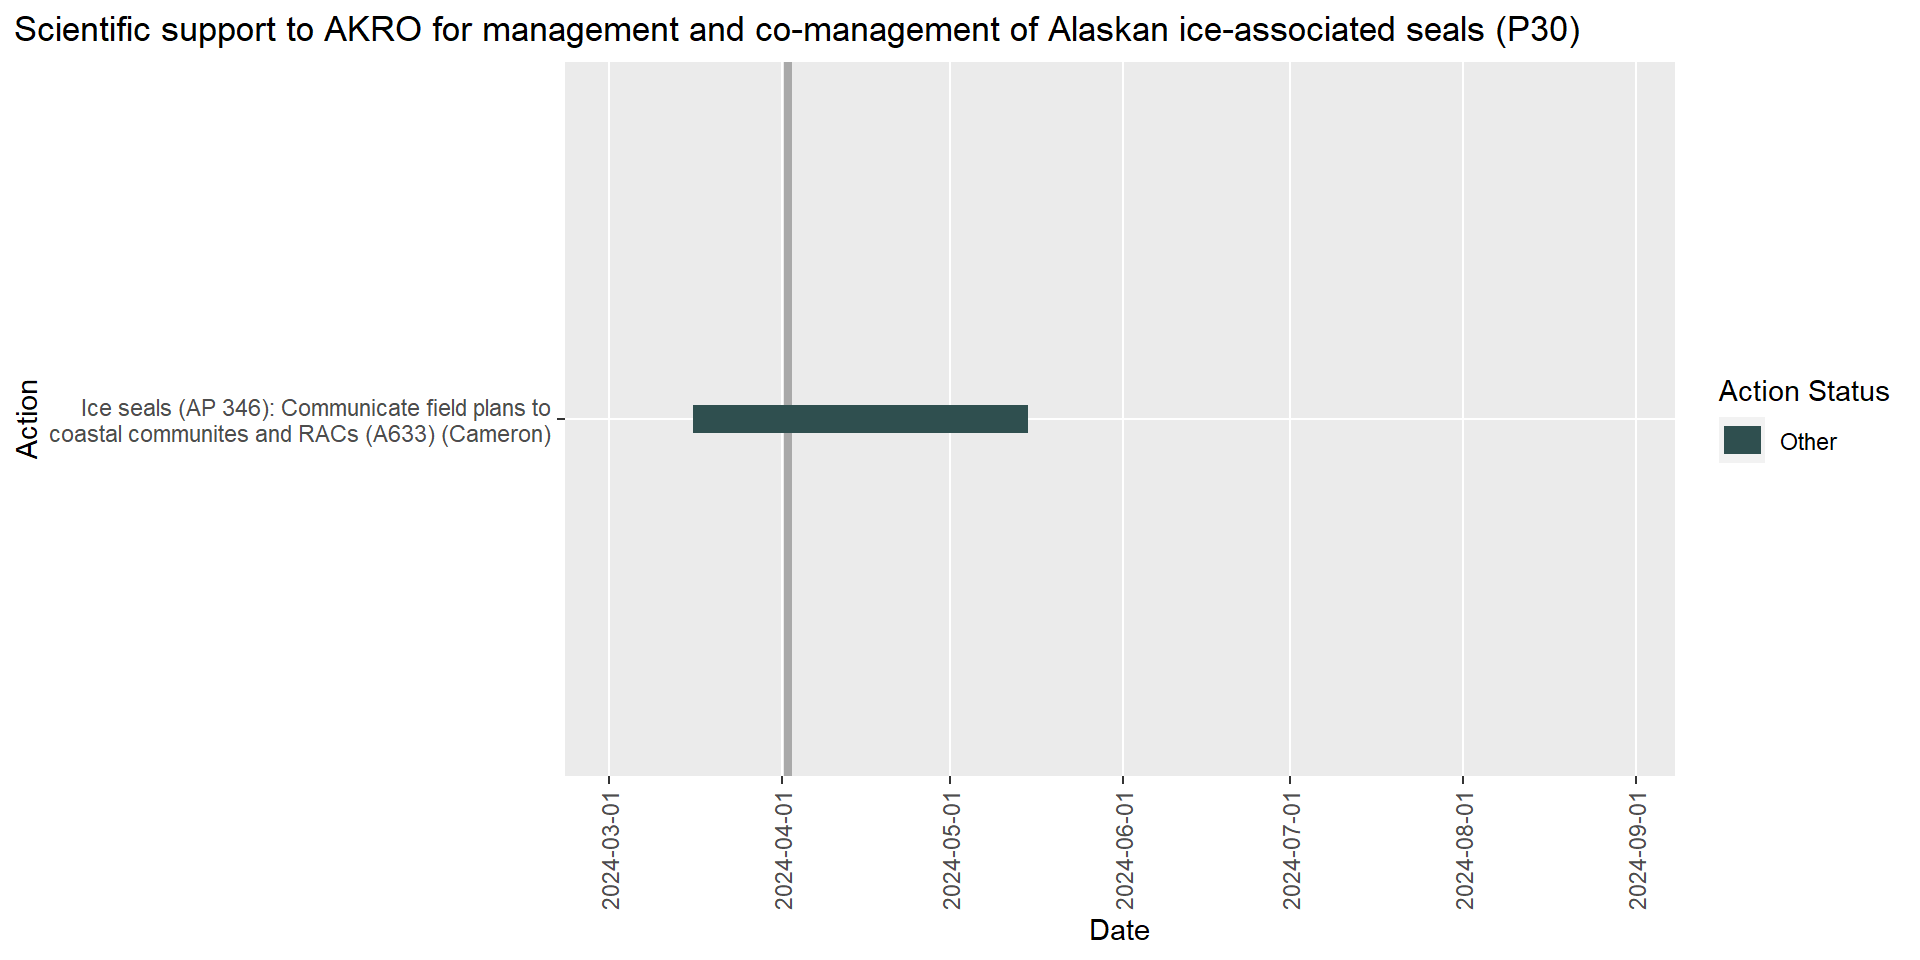 Scientific support to AKRO for management and co-management of Alaskan ice-associated seals (P30)
Action
Ice seals (AP 346): Communicate field plans to
coastal communites and RACs (A633) (Cameron)
Action Status
Other
2024-03-01
2024-04-01
2024-05-01
2024-06-01
2024-07-01
2024-08-01
2024-09-01
Date